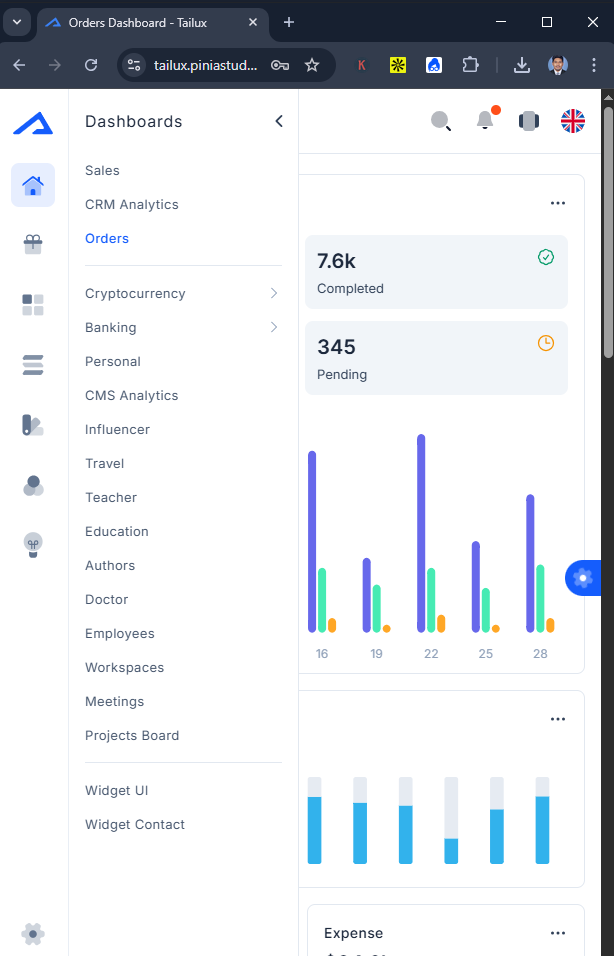 Orders Dashboard - Tailux
tailux.piniastud...
K
Dashboards
Sales
CRM Analytics
Orders
Cryptocurrency
Banking
Personal
CMS Analytics
Influencer
Travel
Teacher
Education
Authors
Doctor
Employees
Workspaces
Meetings
Projects Board
Widget UI
Widget Contact
7.6k
Completed
345
Pending
16 19 22 25 28
Expense